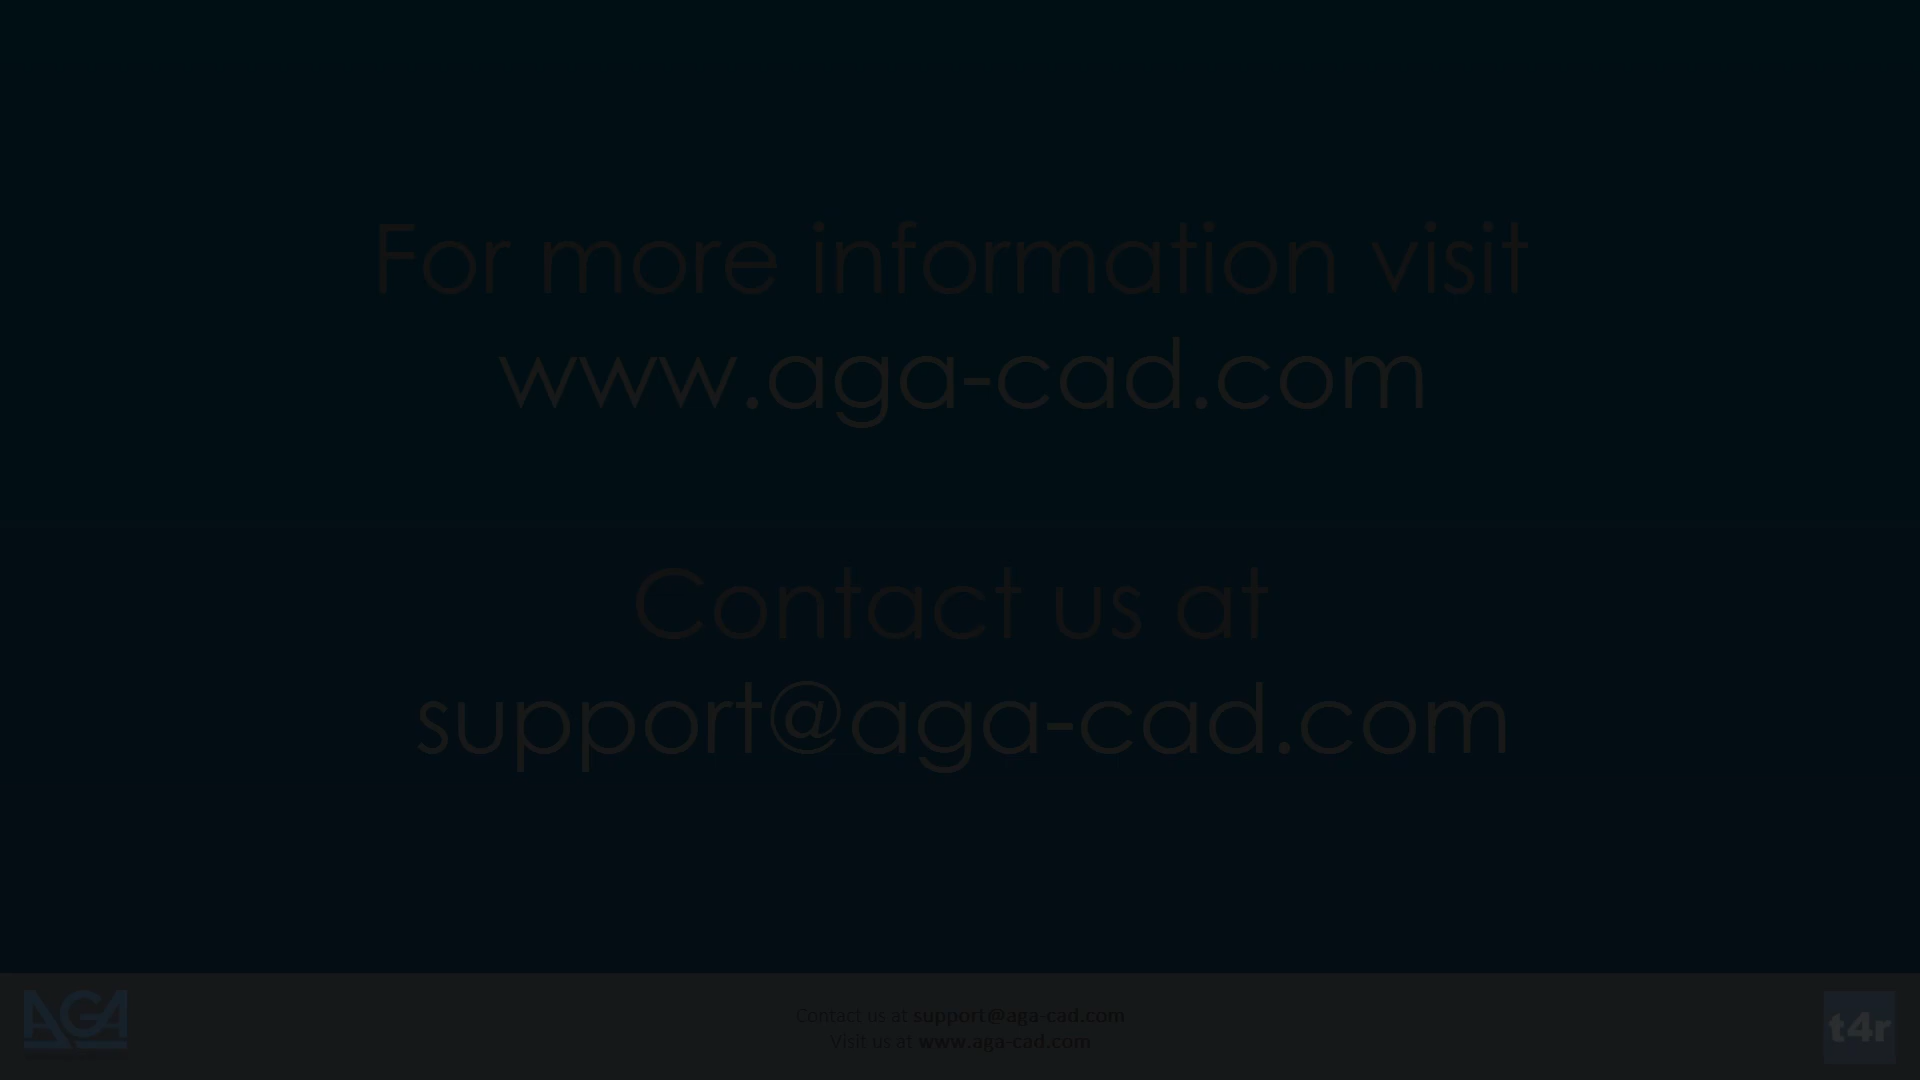 For more information visit
www.aga-cad.com
Contact us at
support@aga-cad.com
AGA
Contact us at support@aga-cad.com
Visit us at www.aga-cad.com
t4r